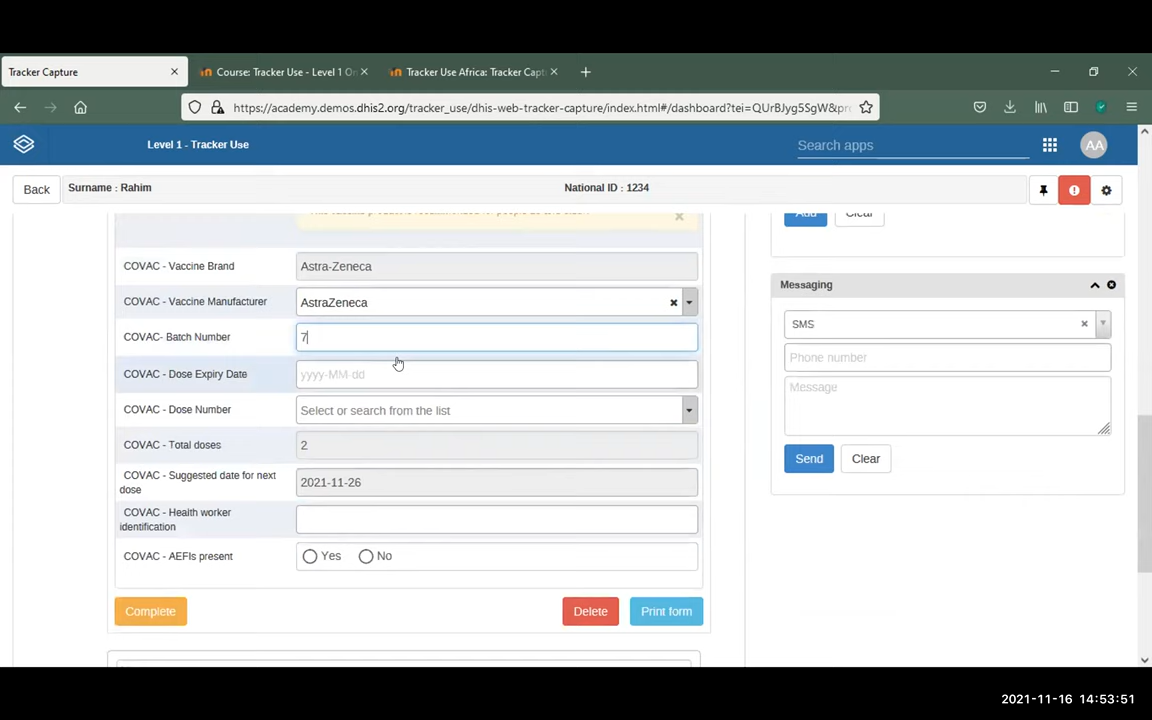 Tracker Capture
Course: Tracker Use - Level 1 On
Tracker Use Africa: Tracker Capt
https://academy.demos.dhis2.org/tracker_use/dhis-web-tracker-capture/index.html#/dashboard?tei=QUrBJyg5SgW&pr
Level 1 - Tracker Use
Search apps
AA
Back
Surname : Rahim
National ID : 1234
Add
Clear
COVAC - Vaccine Brand
Astra-Zeneca
COVAC - Vaccine Manufacturer
AstraZeneca
COVAC- Batch Number
7
COVAC - Dose Expiry Date
yyyy-MM-dd
COVAC - Dose Number
Select or search from the list
COVAC - Total doses
2
COVAC - Suggested date for next
dose
2021-11-26
COVAC - Health worker
identification
COVAC - AEFIs present
Yes
No
Complete
Delete
Print form
Messaging
SMS
Phone number
Message
Send
Clear
2021-11-16 14:53:51